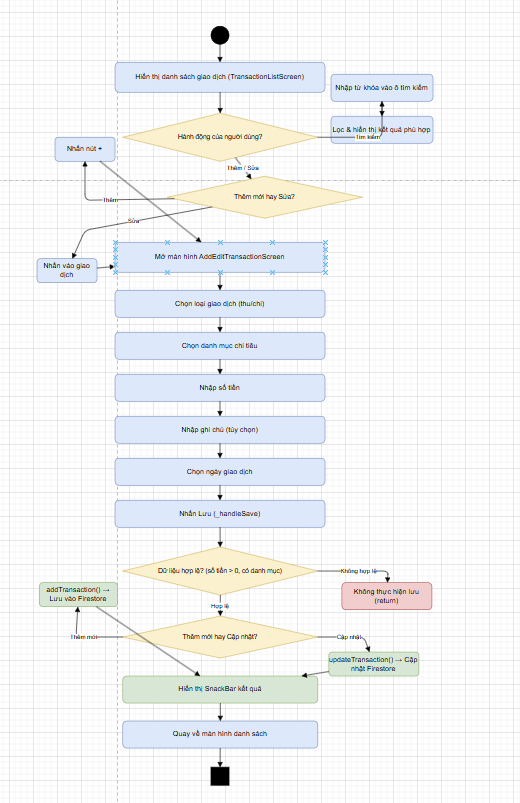 Hiển thị danh sách giao dịch (TransactionListScreen)
Nhập từ khóa vào ô tìm kiếm
Hành động của người dùng?
Lọc & hiển thị kết quả phù hợp
Tìm kiếm
Nhấn nút +
Thêm / Sửa
Thêm mới hay Sửa?
Thêm
Sửa
Mở màn hình AddEditTransactionScreen
Nhấn vào giao
dịch
Chọn loại giao dịch (thu/chi)
Chọn danh mục chi tiêu
Nhập số tiền
Nhập ghi chú (tùy chọn)
Chọn ngày giao dịch
Nhấn Lưu (_handleSave)
Dữ liệu hợp lệ? (số tiền > 0, có danh mục)
Không hợp lệ
Không thực hiện lưu
(return)
addTransaction() →
Lưu vào Firestore
Hợp lệ
Thêm mới
Thêm mới hay Cập nhật?
Cập nhật
updateTransaction() → Cập
nhật Firestore
Hiển thị SnackBar kết quả
Quay về màn hình danh sách